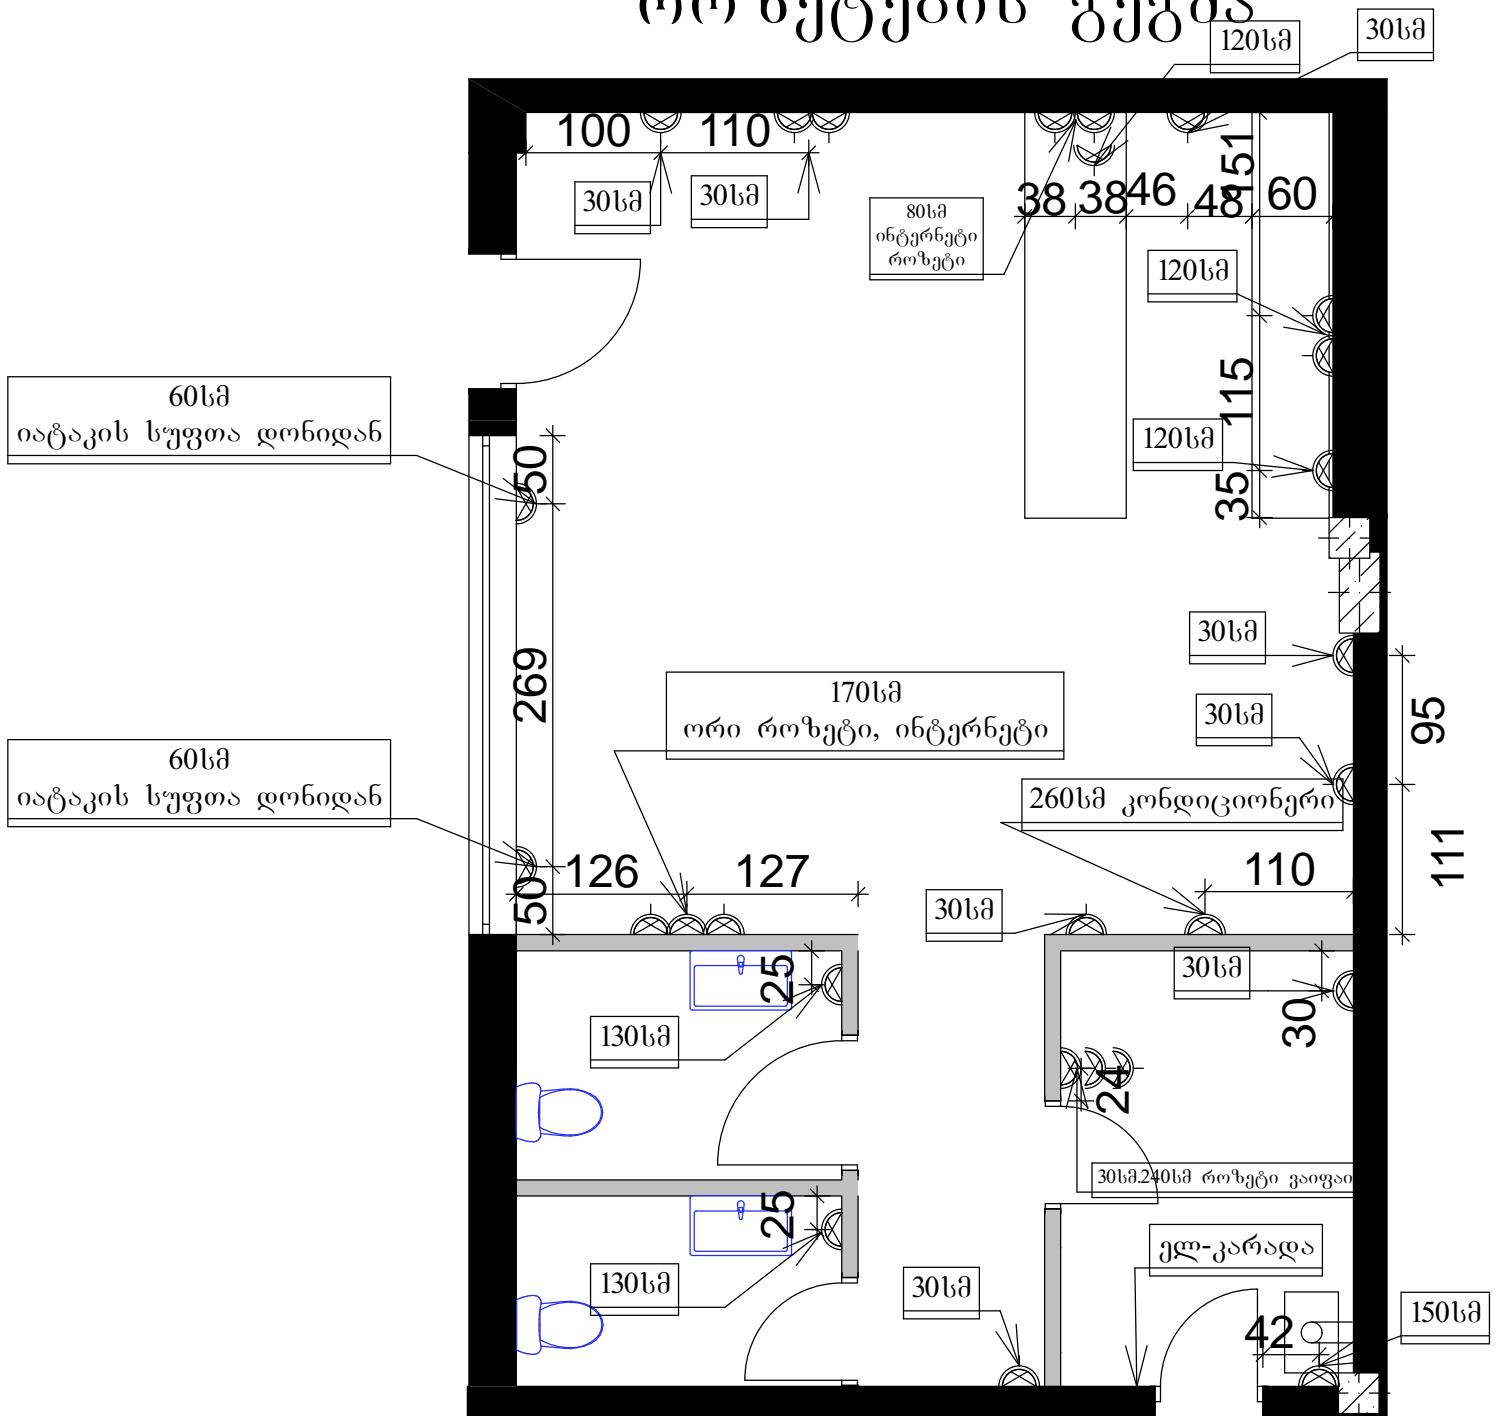 როზეტების გეგმა
120სმ
30სმ
100
110
30სმ
30სმ
80სმ
ინტერნეტი
როზეტი
38
38
46
48
151
60
120სმ
115
120სმ
35
60სმ
იატაკის სუფთა დონიდან
50
269
30სმ
170სმ
ორი როზეტი, ინტერნეტი
30სმ
95
60სმ
იატაკის სუფთა დონიდან
260სმ კონდიციონერი
111
50
126
127
110
30სმ
25
30სმ
30
130სმ
24
30სმ.240სმ როზეტი ვაიფაი
25
ელ-კარადა
130სმ
30სმ
42
150სმ